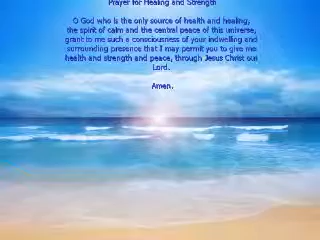 Prayer for Healing and Strength
O God who is the only source of health and healing,
the spirit of calm and the central peace of this universe,
grant to me such a consciousness of your indwelling and
surrounding presence that I may permit you to give me
health and strength and peace, through Jesus Christ our
Lord.
Amen.